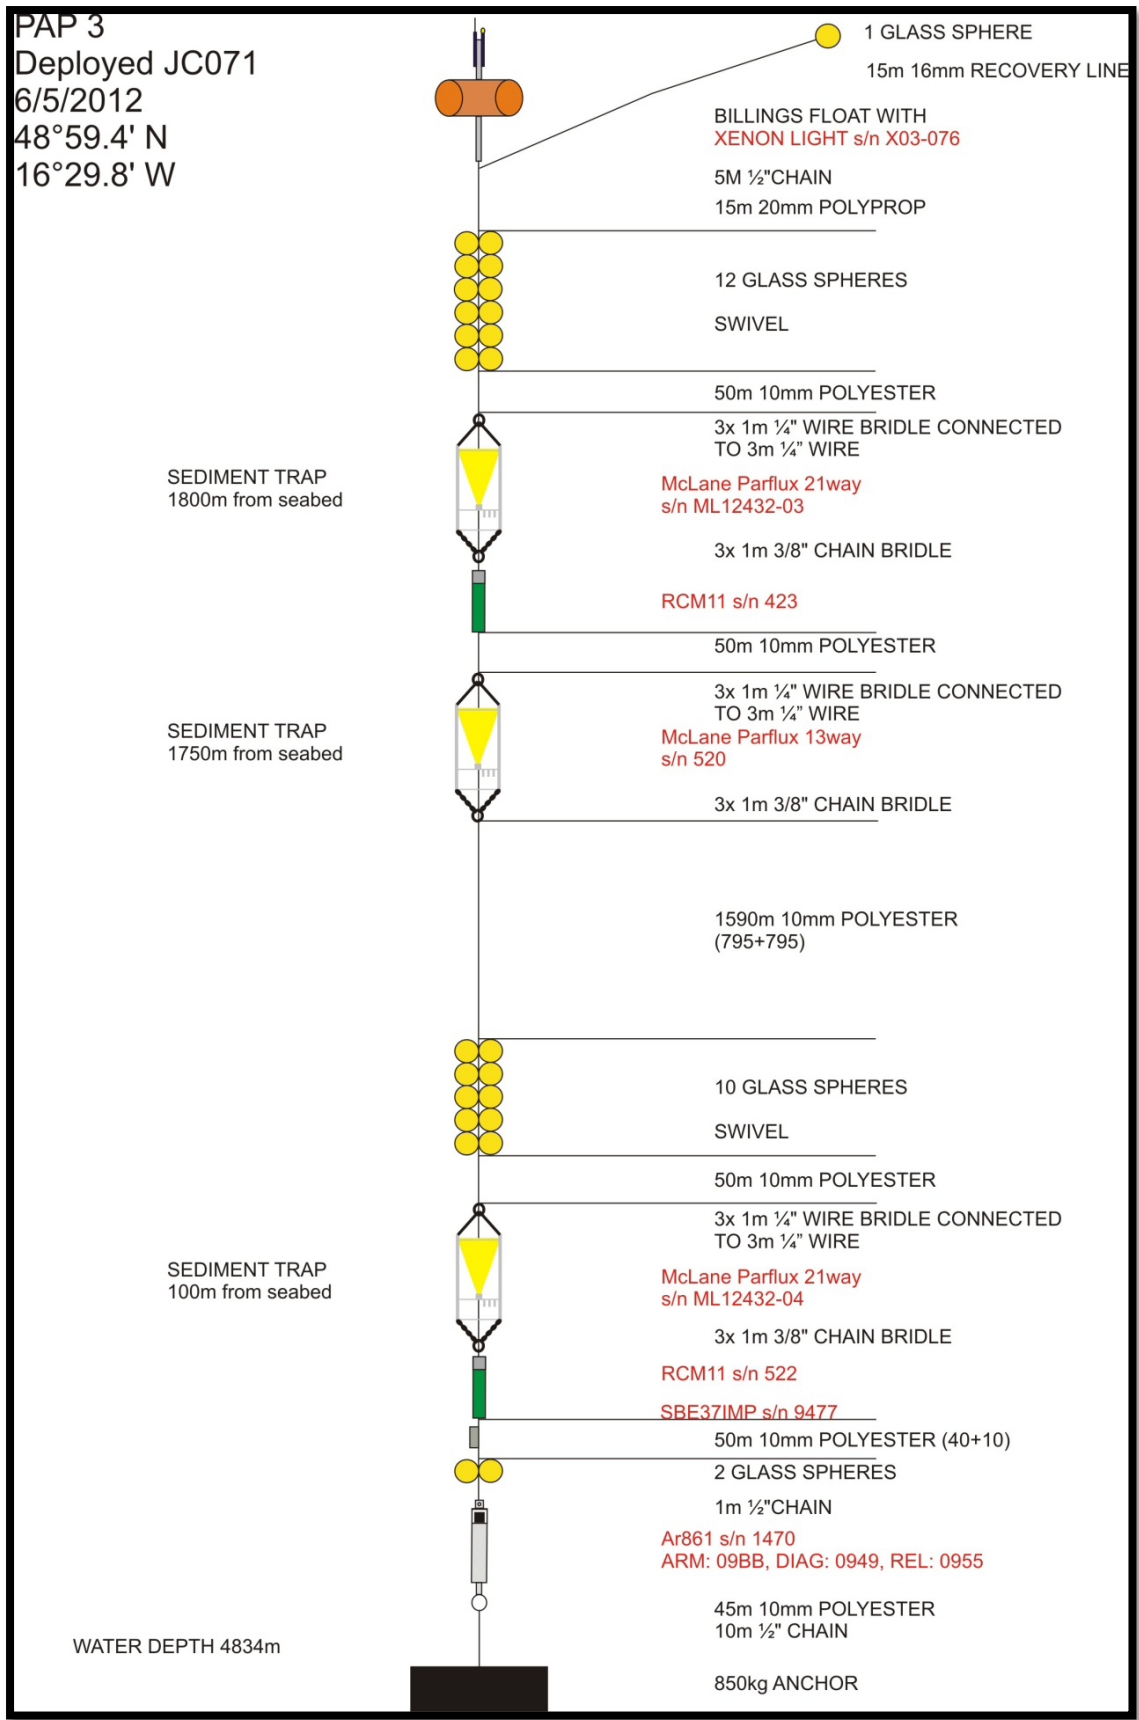 PAP 3
Deployed JC071
6/5/2012
48°59.4' N
16°29.8' W
1 GLASS SPHERE
15m 16mm RECOVERY LINE
BILLINGS FLOAT WITH
XENON LIGHT s/n X03-076
5M ½"CHAIN
15m 20mm POLYPROP
12 GLASS SPHERES
SWIVEL
50m 10mm POLYESTER
3x 1m ¼" WIRE BRIDLE CONNECTED
TO 3m ¼” WIRE
SEDIMENT TRAP
1800m from seabed
McLane Parflux 21way
s/n ML12432-03
3x 1m 3/8" CHAIN BRIDLE
RCM11 s/n 423
50m 10mm POLYESTER
3x 1m ¼" WIRE BRIDLE CONNECTED
TO 3m ¼” WIRE
SEDIMENT TRAP
1750m from seabed
McLane Parflux 13way
s/n 520
3x 1m 3/8" CHAIN BRIDLE
1590m 10mm POLYESTER
(795+795)
10 GLASS SPHERES
SWIVEL
50m 10mm POLYESTER
3x 1m ¼" WIRE BRIDLE CONNECTED
TO 3m ¼” WIRE
SEDIMENT TRAP
100m from seabed
McLane Parflux 21way
s/n ML12432-04
3x 1m 3/8" CHAIN BRIDLE
RCM11 s/n 522
SBE37IMP s/n 9477
50m 10mm POLYESTER (40+10)
2 GLASS SPHERES
1m ½"CHAIN
Ar861 s/n 1470
ARM: 09BB, DIAG: 0949, REL: 0955
45m 10mm POLYESTER
10m ½" CHAIN
WATER DEPTH 4834m
850kg ANCHOR